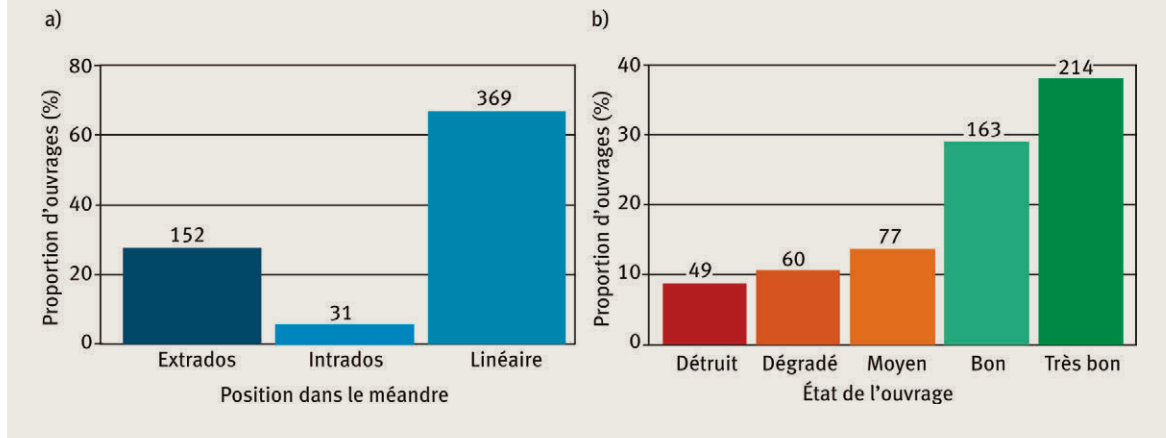 a)
Proportion d'ouvrages (%)
80
60
40
20
0
152
31
369
Extrados
Intrados
Linéaire
Position dans le méandre
b)
Proportion d'ouvrages (%)
40
30
20
10
0
49
60
77
163
214
Détruit
Dégradé
Moyen
Bon
Très bon
État de l'ouvrage